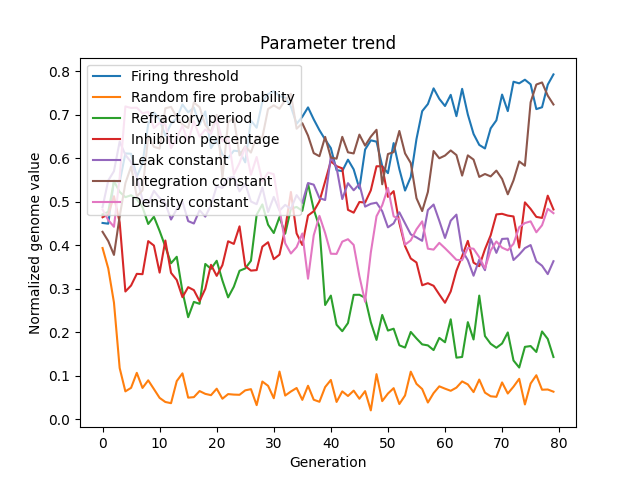 Parameter trend
Firing threshold
Random fire probability
Refractory period
Inhibition percentage
Leak constant
Integration constant
Density constant
Normalized genome value
0.8
0.7
0.6
0.5
0.4
0.3
0.2
0.1
0.0
0 10 20 30 40 50 60 70 80
Generation